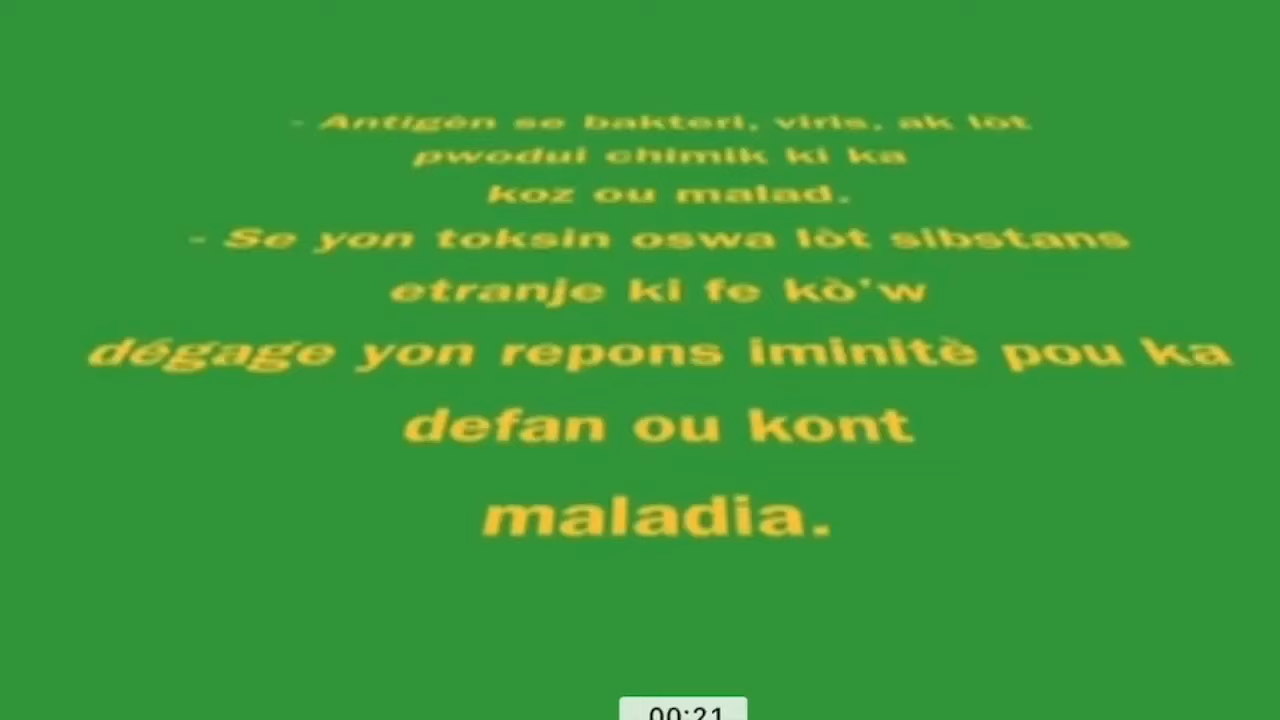 - Antigèn se bakteri, viris, ak lòt
pwodui chimik ki ka
koz ou malad.
- Se yon toksin oswa lòt sibstans
etranje ki fe kò'w
dégage yon repons iminitè pou ka
defan ou kont
maladia.
00:21